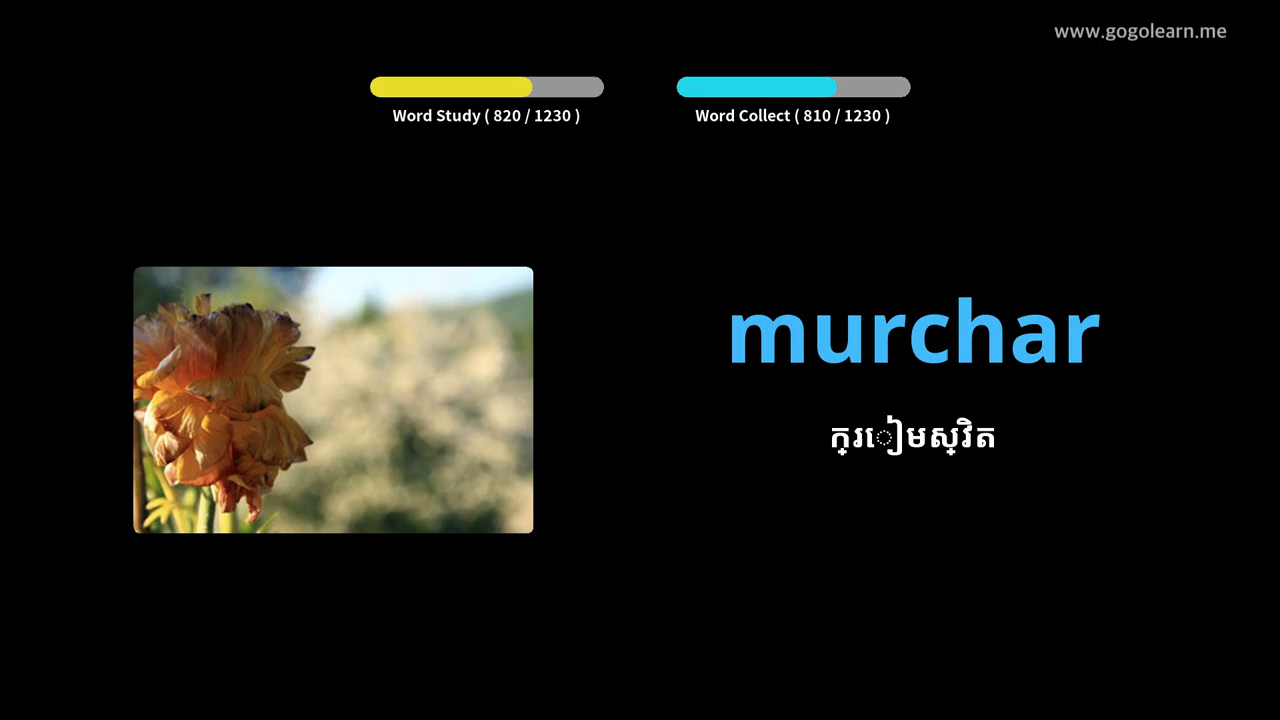 www.gogolearn.me
Word Study ( 820 / 1230 )
Word Collect ( 810 / 1230 )
murchar
ក្រៀមស្វិត